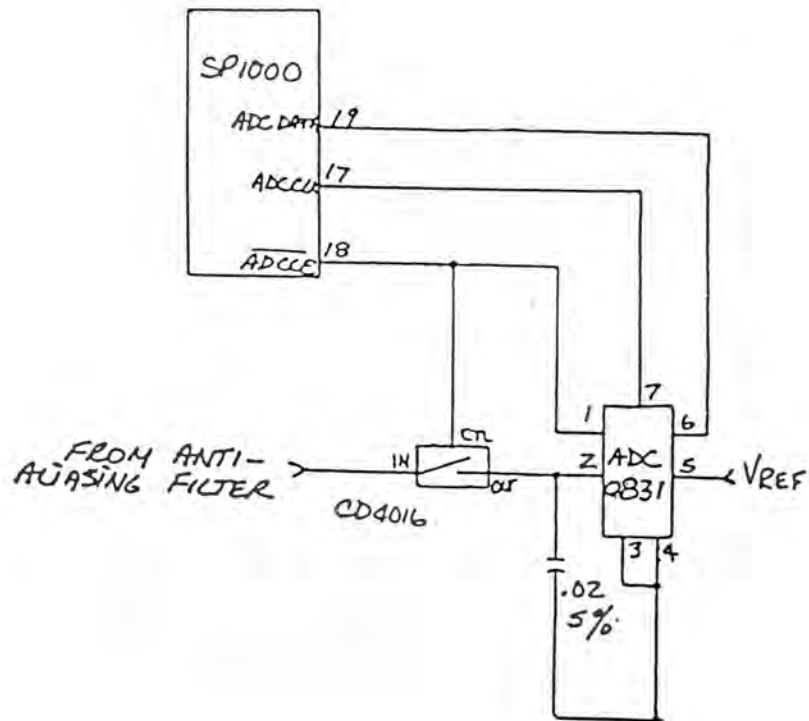 SP1000
ADC DATA 19
ADCCLK 17
ADCCE 18
7
1
6
CTL
FROM ANTI-
ALIASING FILTER
IN
OUT
2
ADC
0831
5
VREF
CD4016
3
4
.02
5%